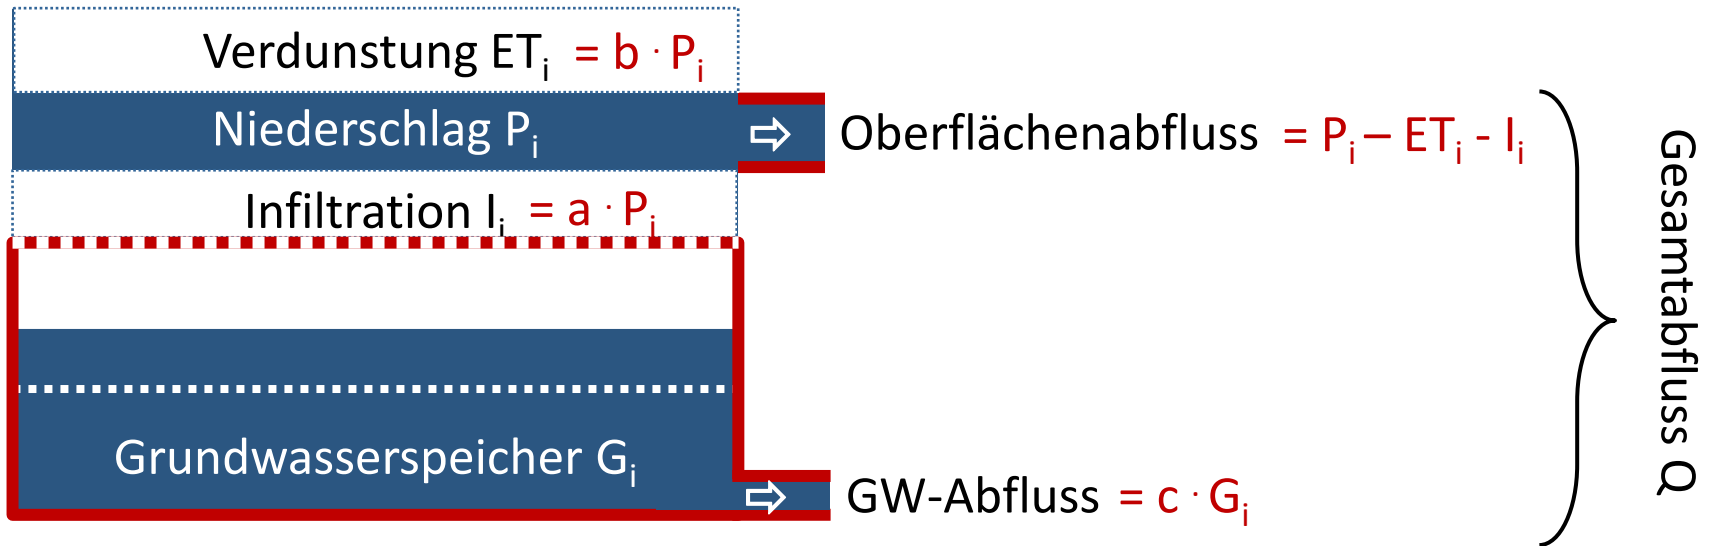 Verdunstung ETi = b · Pi
Niederschlag Pi
Oberflächenabfluss = Pi – ETi - Ii
Infiltration Ii = a · Pi
Grundwasserspeicher Gi
GW-Abfluss = c · Gi
Gesamtabfluss Q